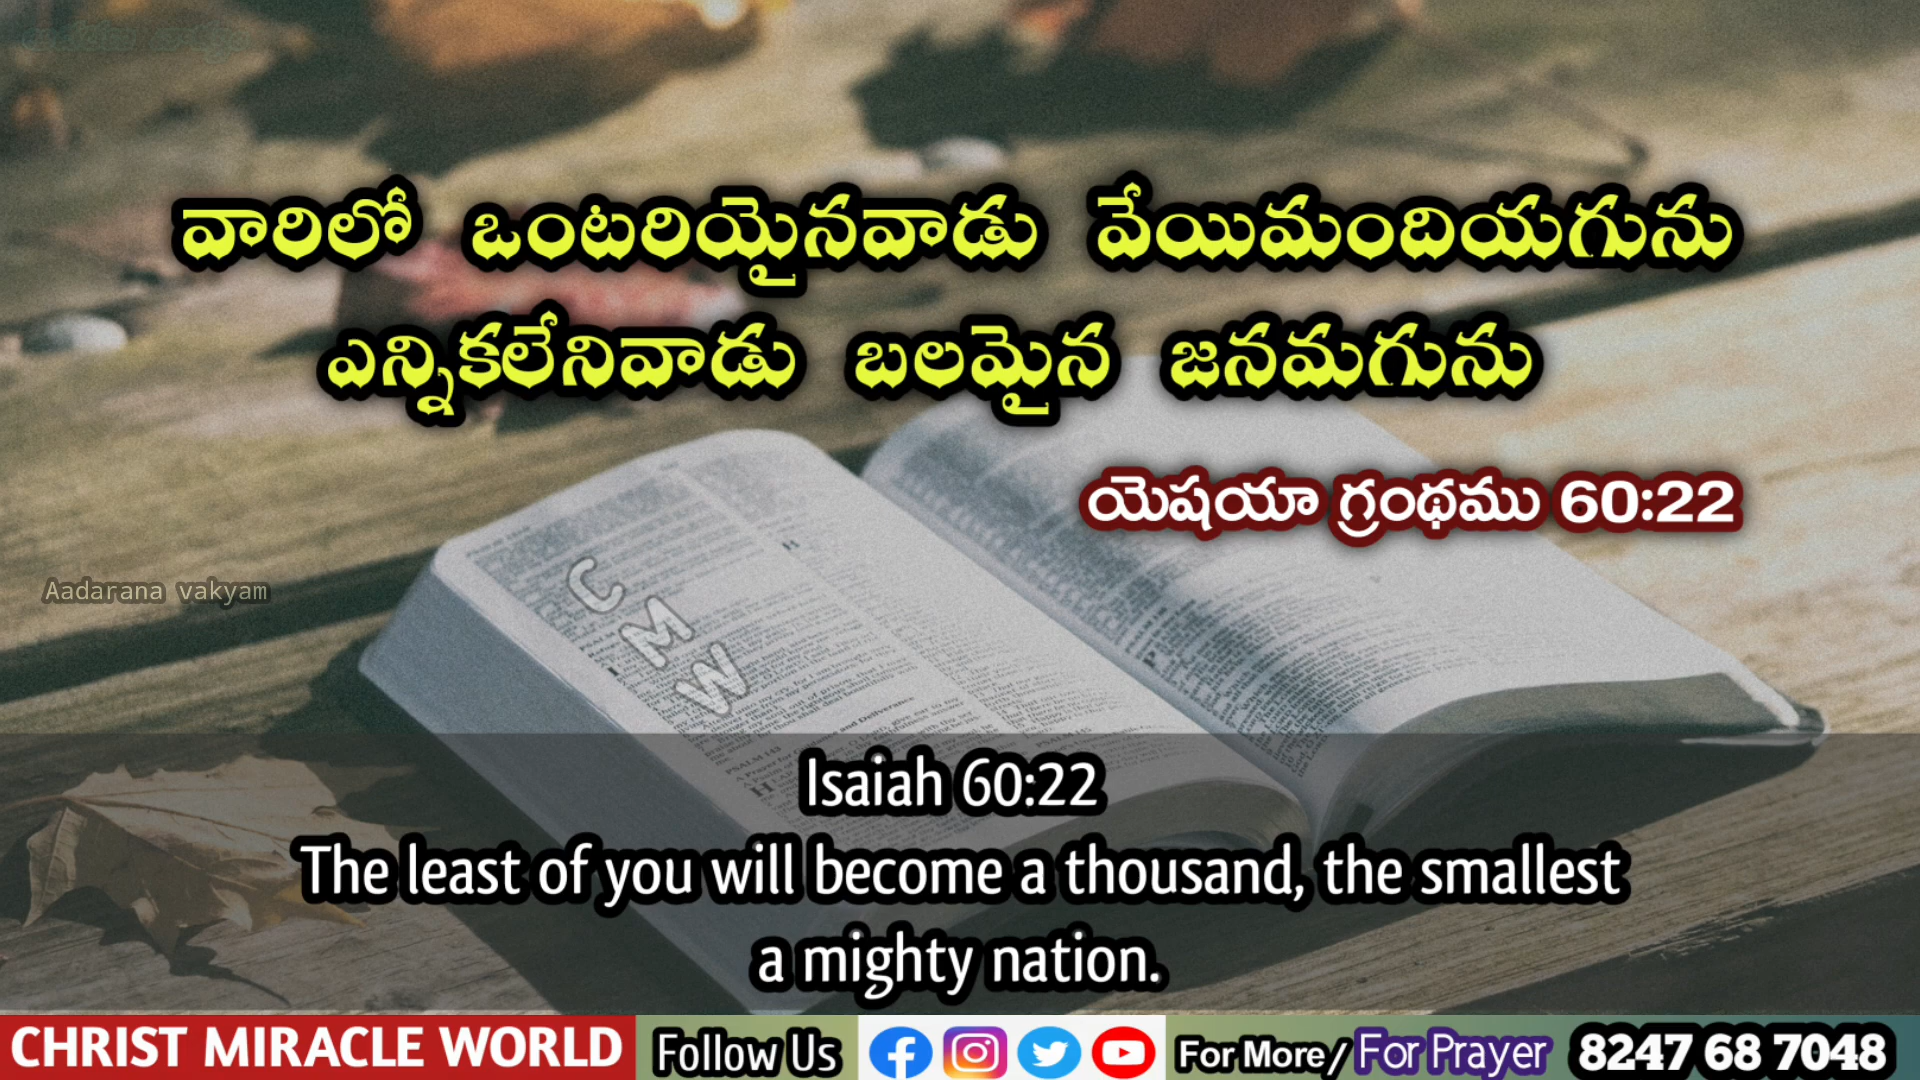 వారిలో ఒంటరియైనవాడు వేయిమందియగును
ఎన్నికలేనివాడు బలమైన జనమగును
యెషయా గ్రంథము 60:22
Aadarana vakyam
C
M
W
Isaiah 60:22
The least of you will become a thousand, the smallest
a mighty nation.
CHRIST MIRACLE WORLD Follow Us For More/For Prayer 8247 68 7048